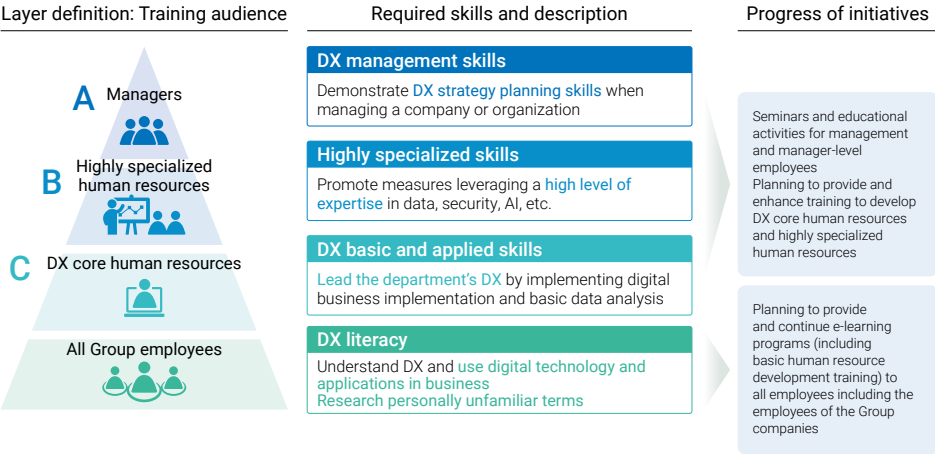 Layer definition: Training audience
A
Managers
B
Highly specialized
human resources
C
DX core human resources
All Group employees
Required skills and description
DX management skills
Demonstrate DX strategy planning skills when
managing a company or organization
Highly specialized skills
Promote measures leveraging a high level of
expertise in data, security, AI, etc.
DX basic and applied skills
Lead the department's DX by implementing digital
business implementation and basic data analysis
DX literacy
Understand DX and use digital technology and
applications in business
Research personally unfamiliar terms
Progress of initiatives
Seminars and educational
activities for management
and manager-level
employees
Planning to provide and
enhance training to develop
DX core human resources
and highly specialized
human resources
Planning to provide
and continue e-learning
programs (including
basic human resource
development training) to
all employees including the
employees of the Group
companies